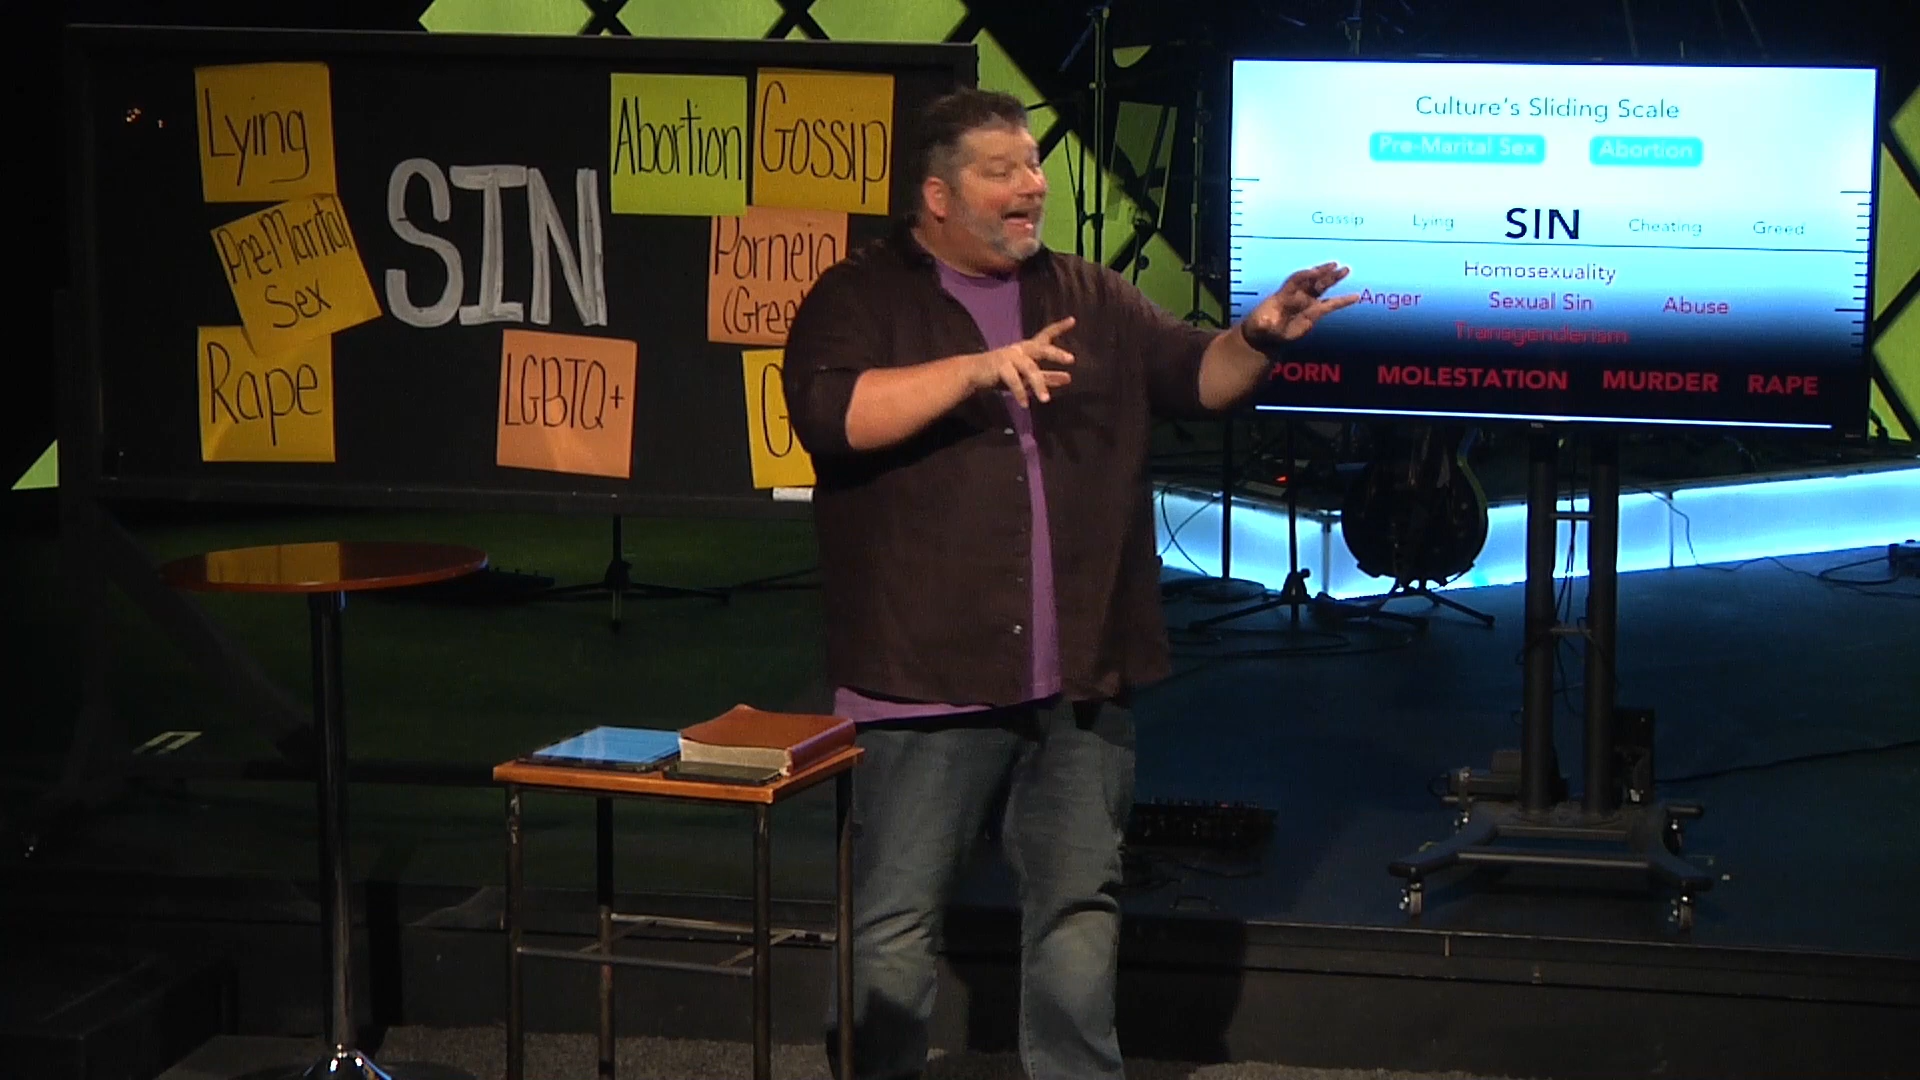 Lying
Pre-Marital
Sex
Rape
SIN
LGBTQ+
Abortion
Gossip
Porneia
(Gree
G
Culture's Sliding Scale
Pre-Marital Sex Abortion
Gossip Lying SIN Cheating Greed
Homosexuality
Anger Sexual Sin Abuse
Transgenderism
PORN MOLESTATION MURDER RAPE